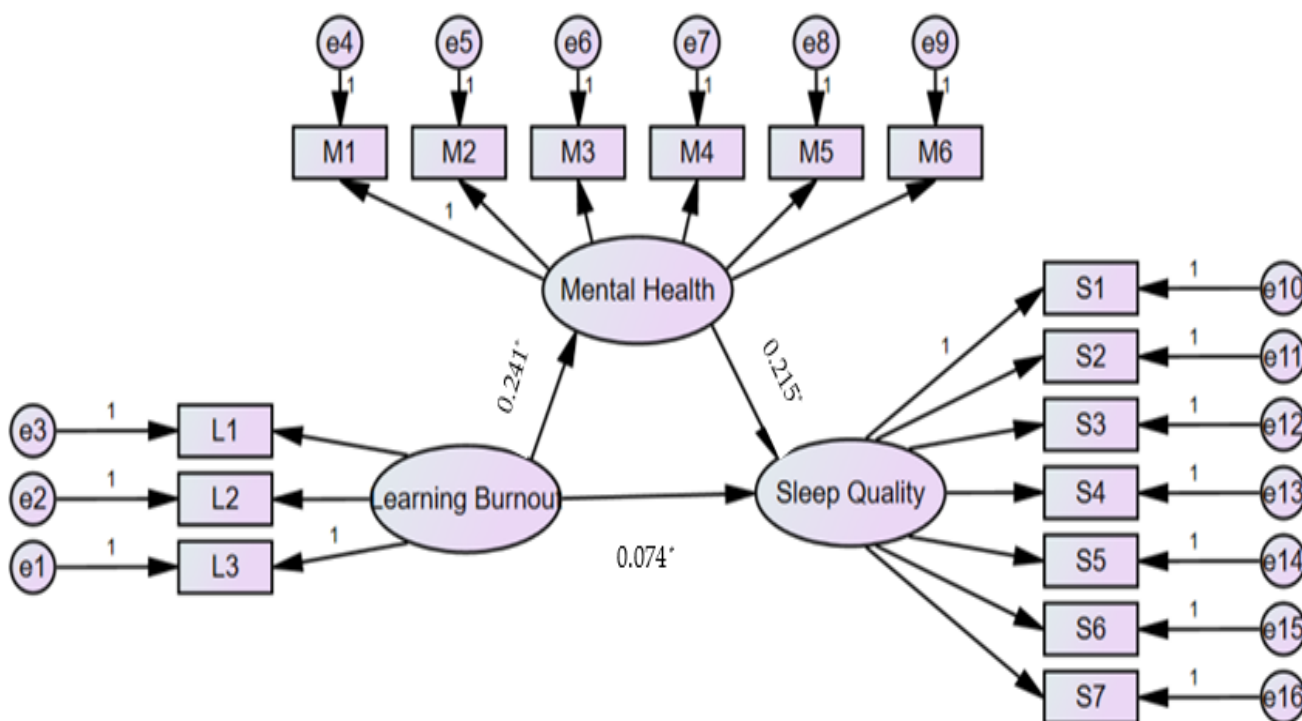 e4 e5 e6 e7 e8 e9
1 1 1 1 1 1
M1 M2 M3 M4 M5 M6
1
Mental Health
0.241*
0.215*
S1 1 e10
1
S2 1 e11
S3 1 e12
S4 1 e13
S5 1 e14
S6 1 e15
S7 1 e16
e3 1 L1
e2 1 L2
e1 1 L3
1
Learning Burnout
Sleep Quality
0.074*